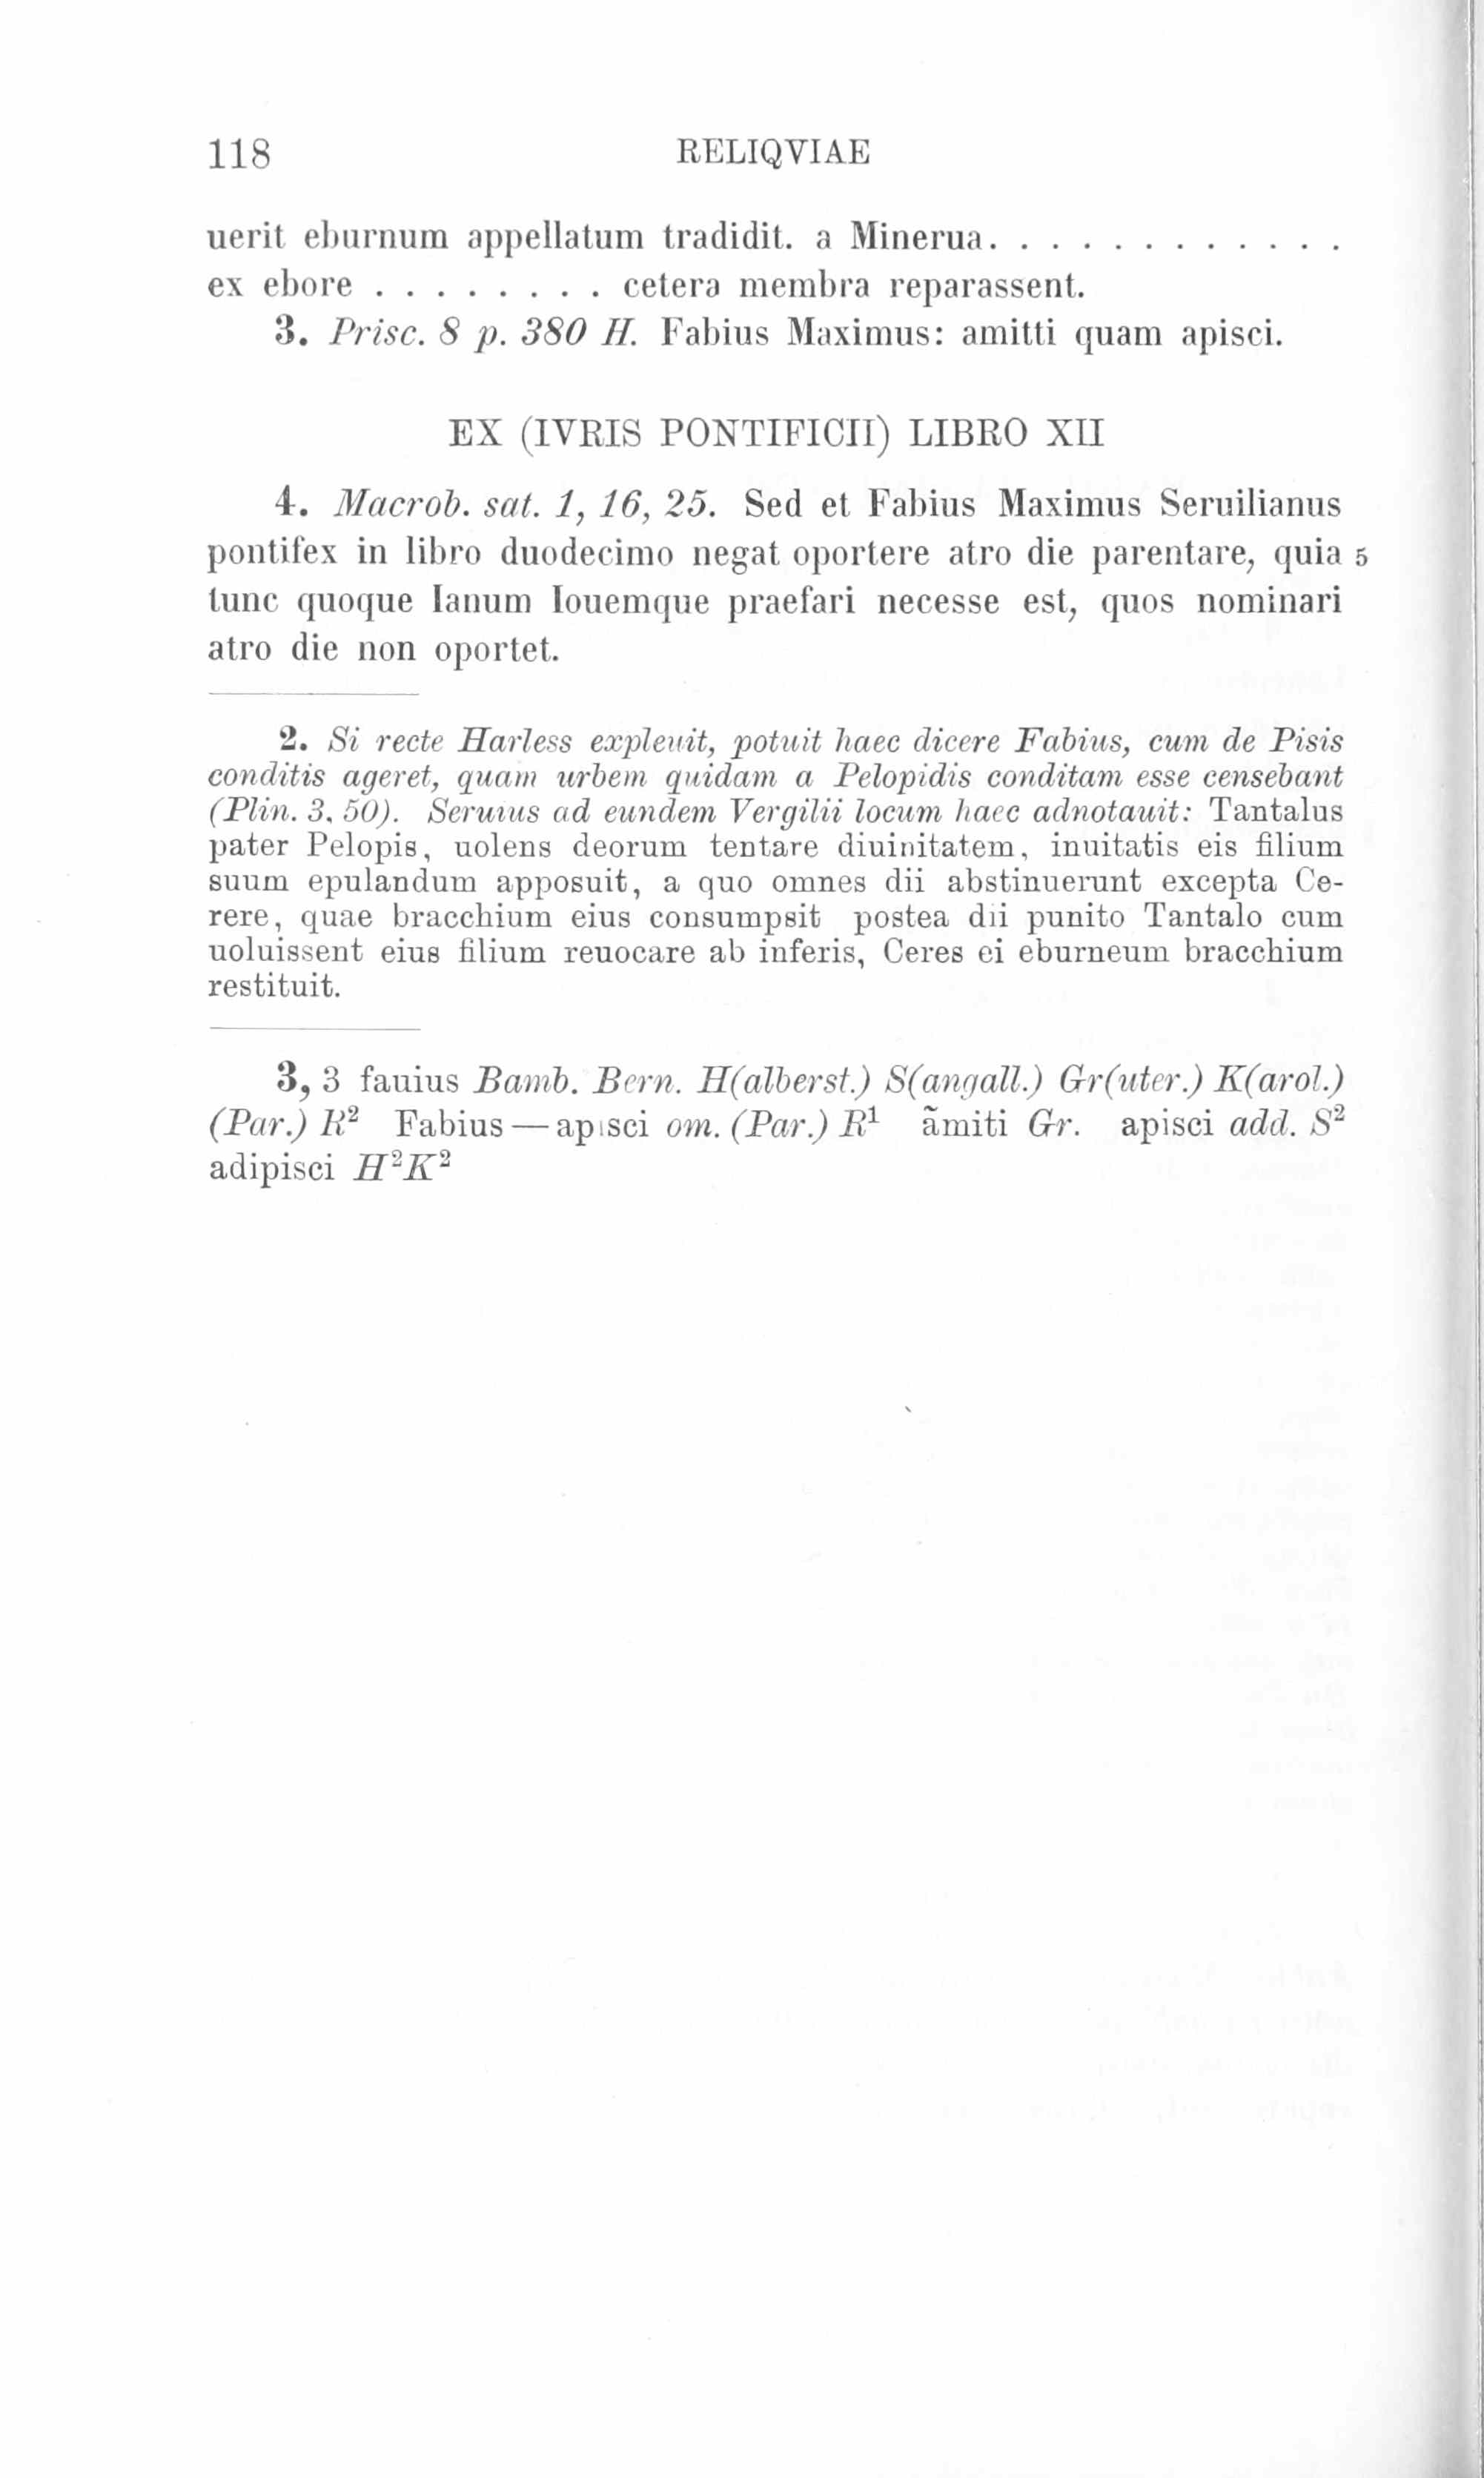 118 RELIQVIAE
uerit eburnum appellatum tradidit. a Minerua. . . . . . . . . . . .
ex ebore . . . . . . . . cetera membra reparassent.
3. Prisc. 8 p. 380 H. Fabius Maximus: amitti quam apisci.
EX (IVRIS PONTIFICII) LIBRO XII
4. Macrob. sat. 1, 16, 25. Sed et Fabius Maximus Seruilianus
pontifex in libro duodecimo negat oportere atro die parentare, quia 5
tunc quoque Ianum Iouemque praefari necesse est, quos nominari
atro die non oportet.
2. Si recte Harless expleuit, potuit haec dicere Fabius, cum de Pisis
conditis ageret, quam urbem quidam a Pelopidis conditam esse censebant
(Plin. 3, 50). Seruius ad eundem Vergilii locum haec adnotauit: Tantalus
pater Pelopis, uolens deorum tentare diuinitatem, inuitatis eis filium
suum epulandum apposuit, a quo omnes dii abstinuerunt excepta Ce-
rere, quae bracchium eius consumpsit postea dii punito Tantalo cum
uoluissent eius filium reuocare ab inferis, Ceres ei eburneum bracchium
restituit.
3, 3 fauius Bamb. Bern. H(alberst.) S(angall.) Gr(uter.) K(arol.)
(Par.) R² Fabius — apisci om. (Par.) R¹ āmiti Gr. apisci add. S²
adipisci H²K²